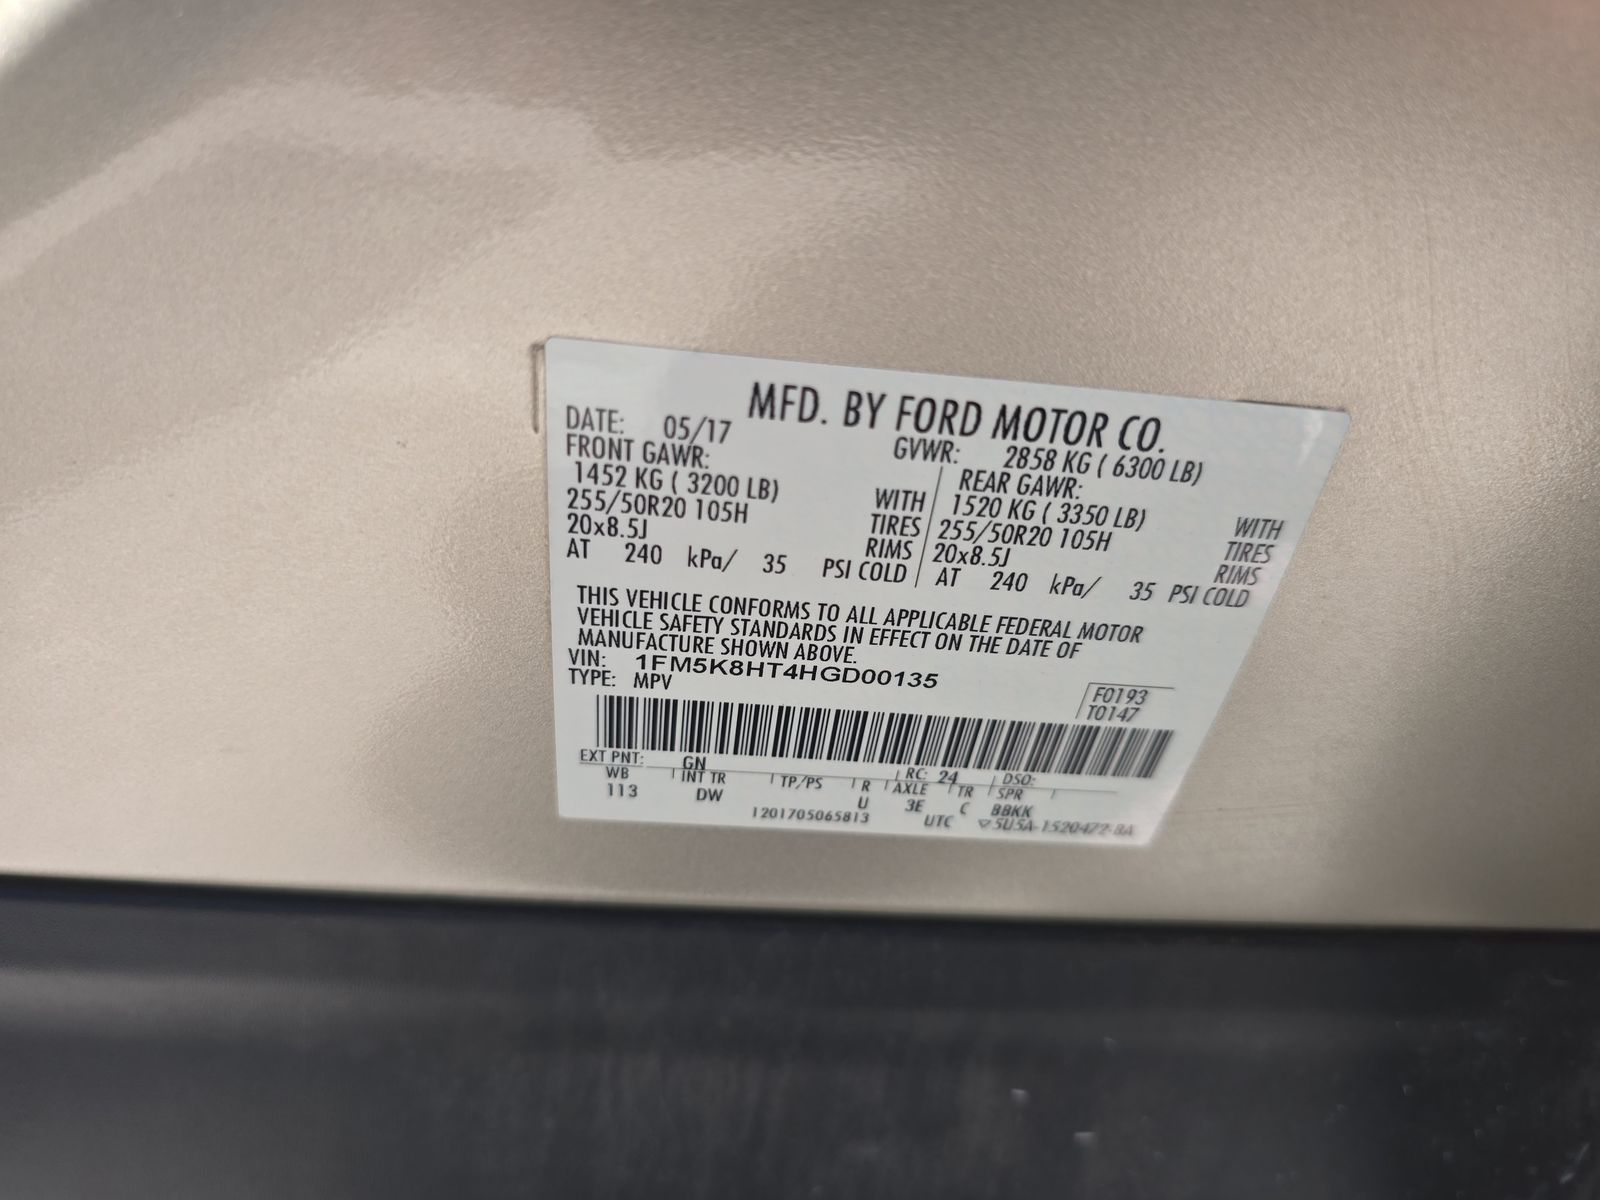 MFD. BY FORD MOTOR CO.
DATE: 05/17 GVWR: 2858 KG ( 6300 LB)
FRONT GAWR: REAR GAWR:
1452 KG ( 3200 LB) WITH 1520 KG ( 3350 LB) WITH
255/50R20 105H TIRES 255/50R20 105H TIRES
20x8.5J RIMS 20x8.5J RIMS
AT 240 kPa/ 35 PSI COLD AT 240 kPa/ 35 PSI COLD
THIS VEHICLE CONFORMS TO ALL APPLICABLE FEDERAL MOTOR
VEHICLE SAFETY STANDARDS IN EFFECT ON THE DATE OF
MANUFACTURE SHOWN ABOVE.
VIN: 1FM5K8HT4HGD00135
TYPE: MPV
F0193
T0147
EXT PNT: GN RC: 24 DSO:
WB INT TR TP/PS R AXLE TR SPR
113 DW U 3E C BBKK
1201705065813 UTC ▽5U5A-1520472-BA